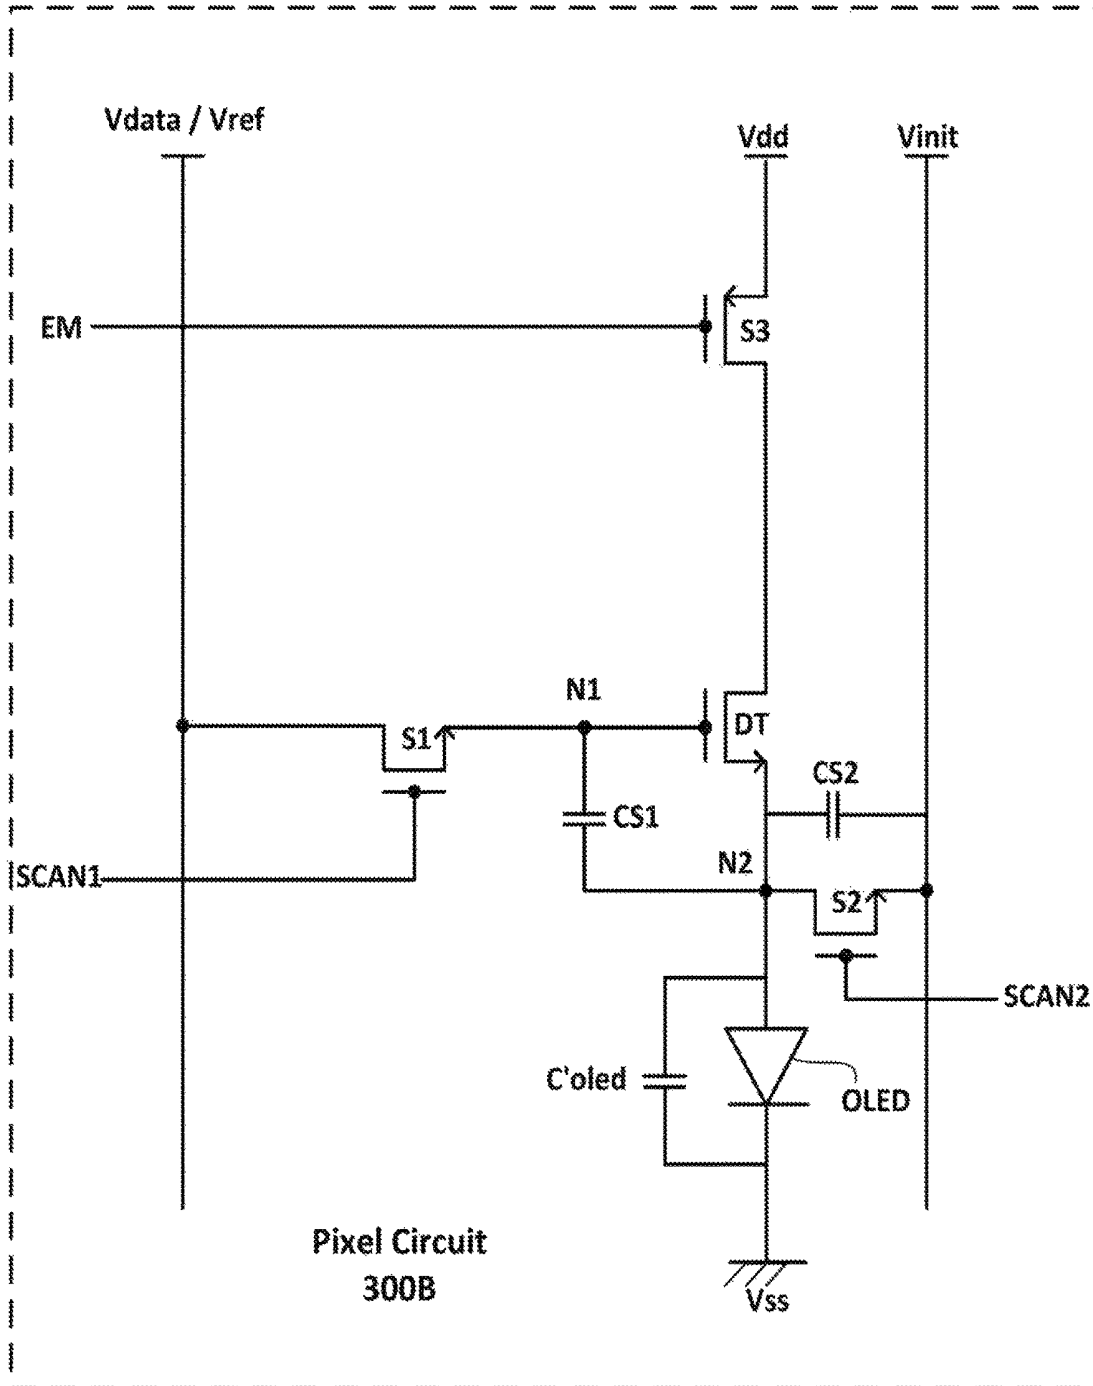 Vdata / Vref
Vdd
Vinit
EM
S3
N1
S1
DT
CS2
CS1
N2
SCAN1
S2
SCAN2
C'oled
OLED
Pixel Circuit
300B
Vss